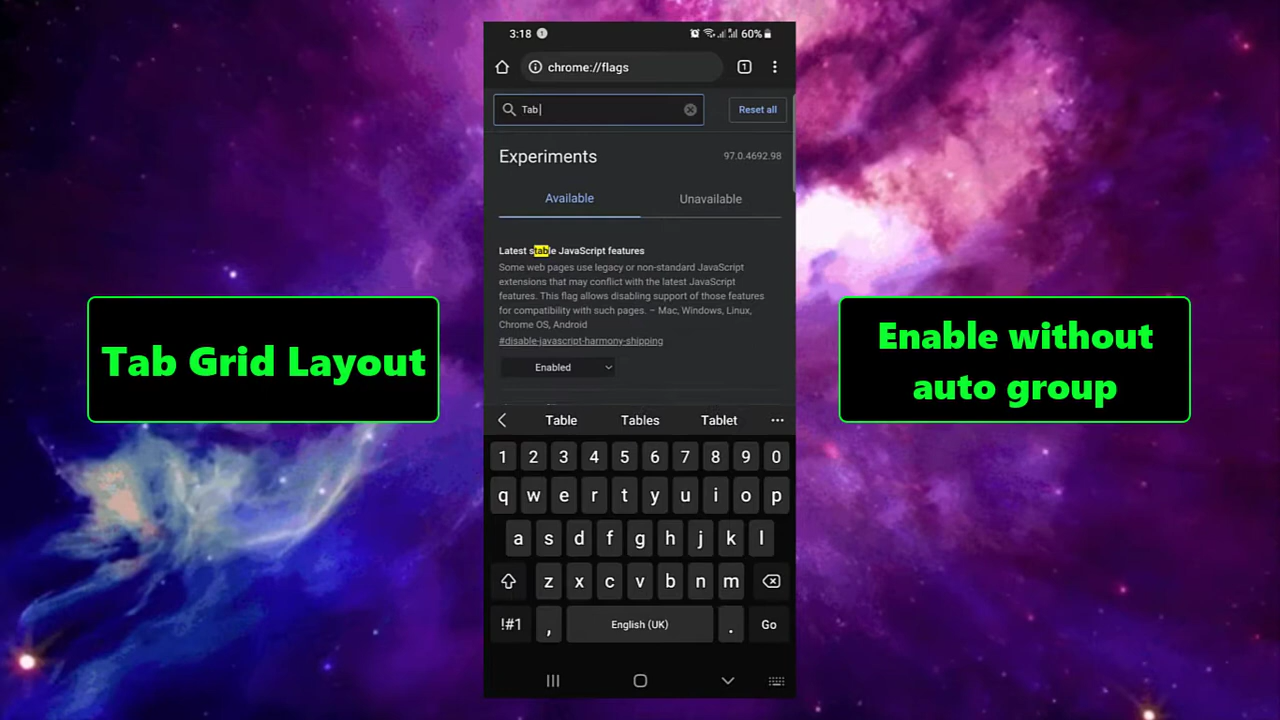 3:18
60%
chrome://flags
1
Tab
Reset all
Experiments
97.0.4692.98
Available
Unavailable
Latest stable JavaScript features
Some web pages use legacy or non-standard JavaScript
extensions that may conflict with the latest JavaScript
features. This flag allows disabling support of those features
for compatibility with such pages. – Mac, Windows, Linux,
Chrome OS, Android
#disable-javascript-harmony-shipping
Enabled
Tab Grid Layout
Enable without
auto group
Table Tables Tablet
1 2 3 4 5 6 7 8 9 0
q w e r t y u i o p
a s d f g h j k l
z x c v b n m
!#1 , English (UK) . Go